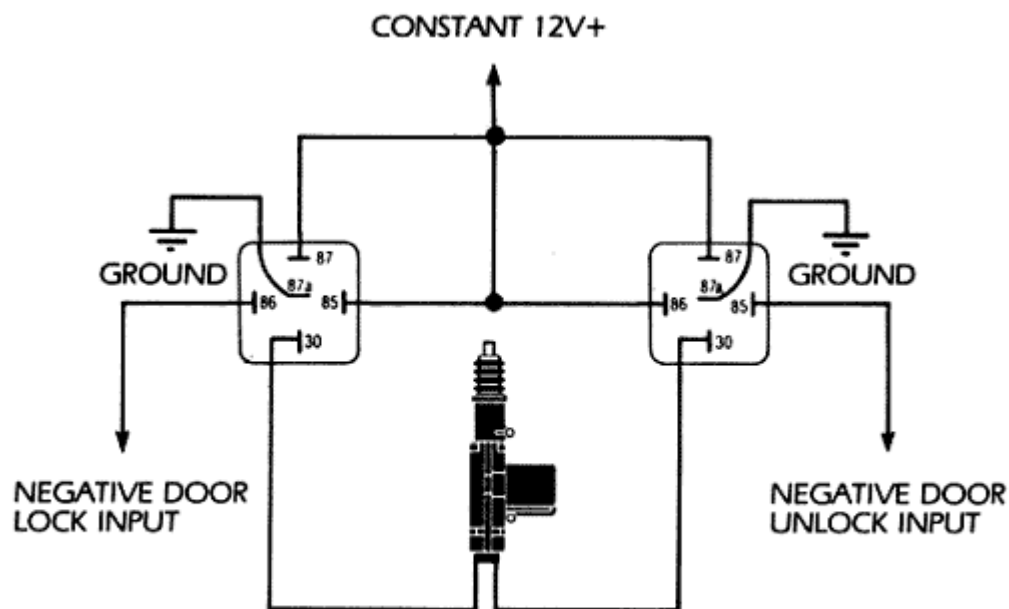 CONSTANT 12V+
GROUND
87
87a
86
85
30
87
87a
86
85
30
GROUND
NEGATIVE DOOR
LOCK INPUT
NEGATIVE DOOR
UNLOCK INPUT